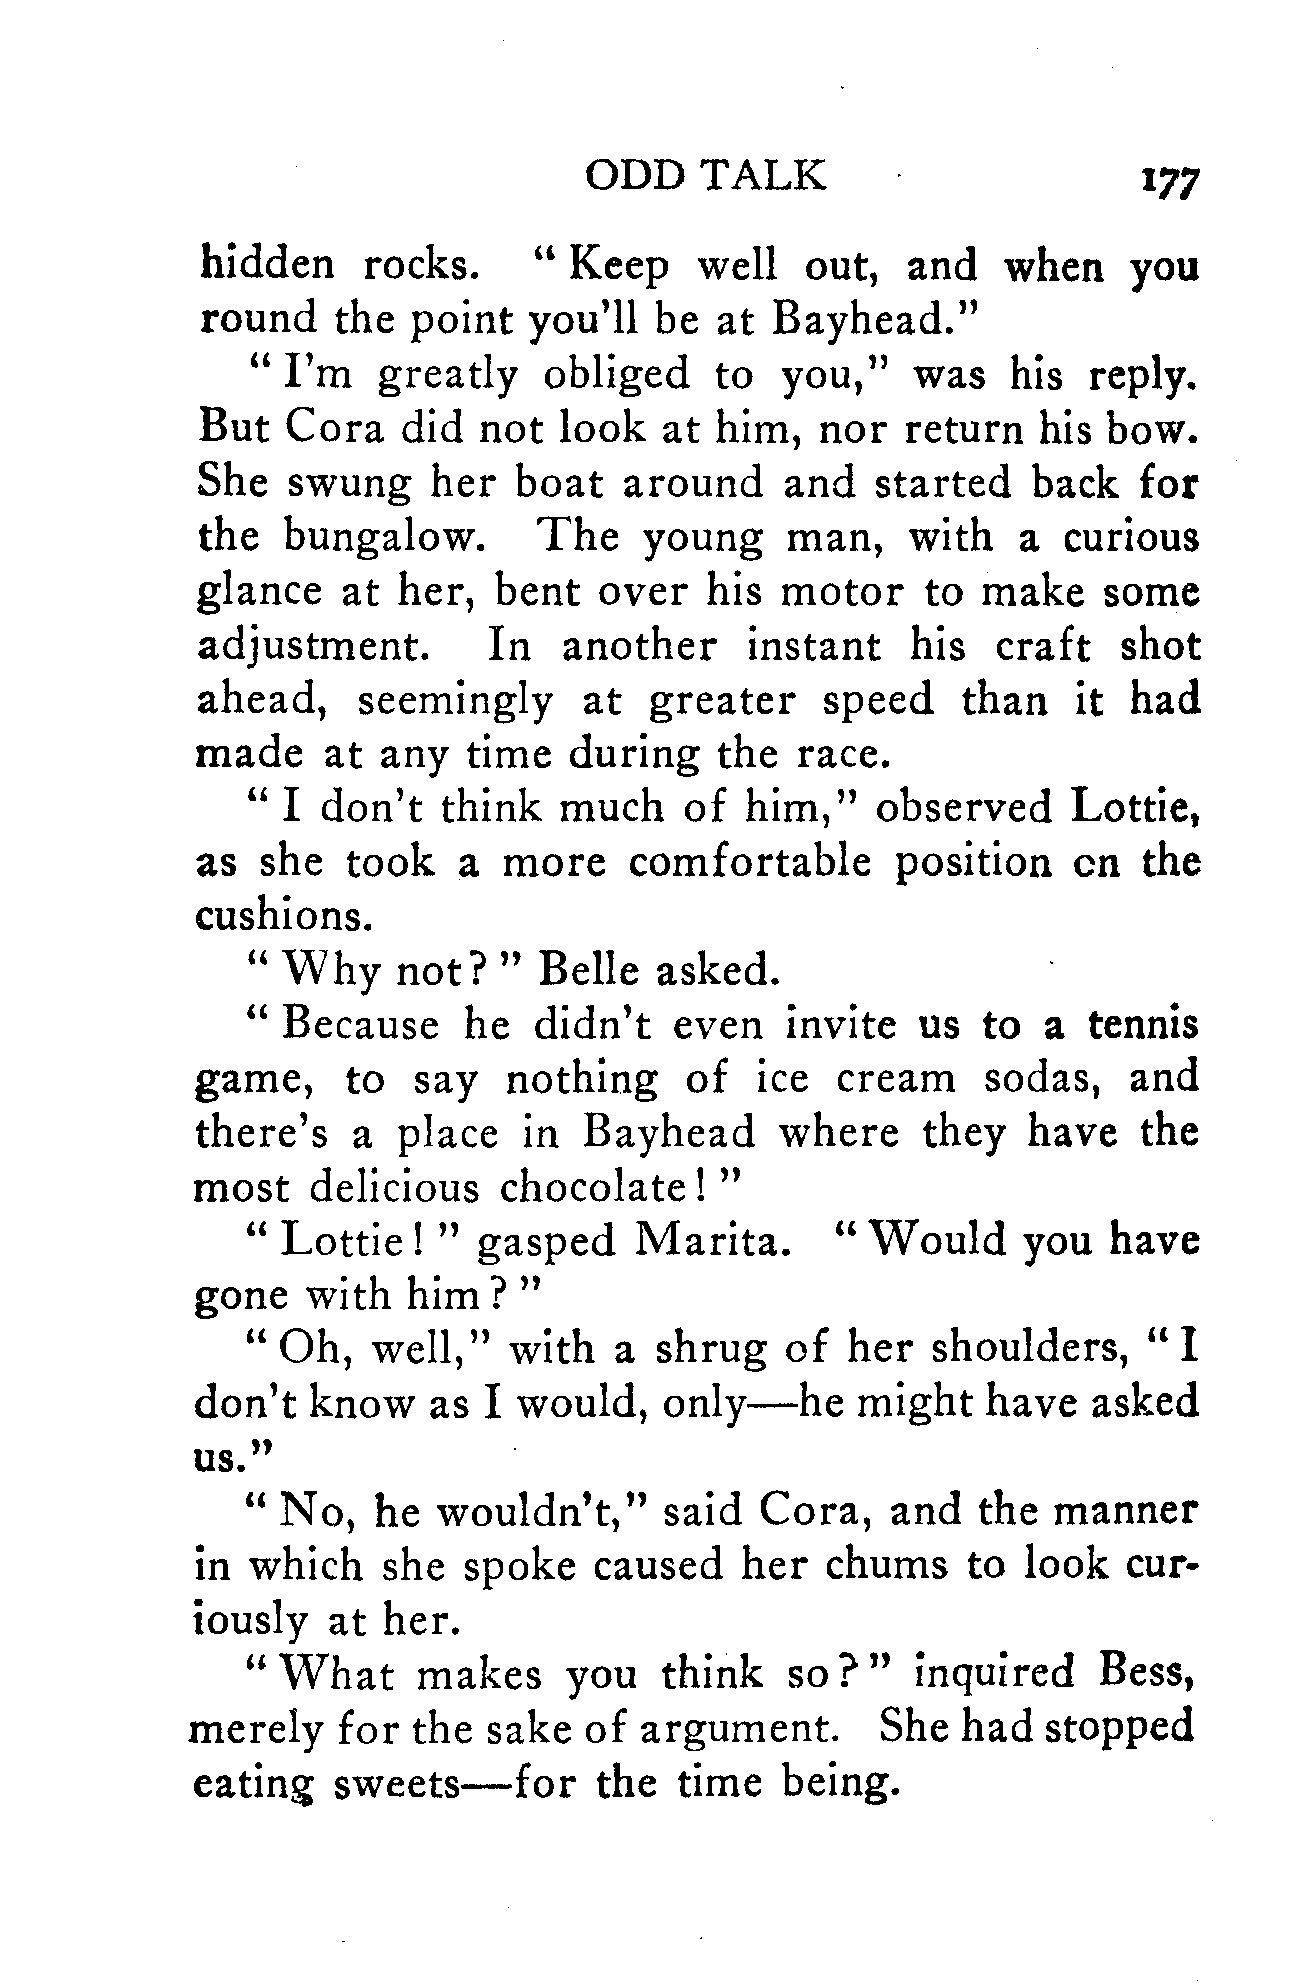 ODD TALK 177
hidden rocks. " Keep well out, and when you
round the point you'll be at Bayhead."
" I'm greatly obliged to you," was his reply.
But Cora did not look at him, nor return his bow.
She swung her boat around and started back for
the bungalow. The young man, with a curious
glance at her, bent over his motor to make some
adjustment. In another instant his craft shot
ahead, seemingly at greater speed than it had
made at any time during the race.
" I don't think much of him," observed Lottie,
as she took a more comfortable position on the
cushions.
" Why not? " Belle asked.
" Because he didn't even invite us to a tennis
game, to say nothing of ice cream sodas, and
there's a place in Bayhead where they have the
most delicious chocolate! "
" Lottie! " gasped Marita. " Would you have
gone with him? "
" Oh, well," with a shrug of her shoulders, " I
don't know as I would, only—he might have asked
us."
" No, he wouldn't," said Cora, and the manner
in which she spoke caused her chums to look cur-
iously at her.
" What makes you think so? " inquired Bess,
merely for the sake of argument. She had stopped
eating sweets—for the time being.